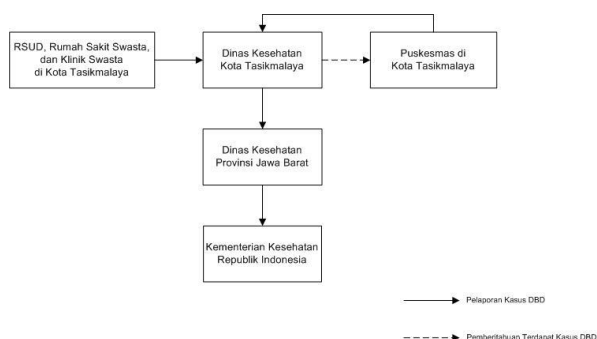 RSUD, Rumah Sakit Swasta,
dan Klinik Swasta
di Kota Tasikmalaya
Dinas Kesehatan
Kota Tasikmalaya
Puskesmas di
Kota Tasikmalaya
Dinas Kesehatan
Provinsi Jawa Barat
Kementerian Kesehatan
Republik Indonesia
Pelaporan Kasus DBD
Pemberitahuan Terdapat Kasus DBD